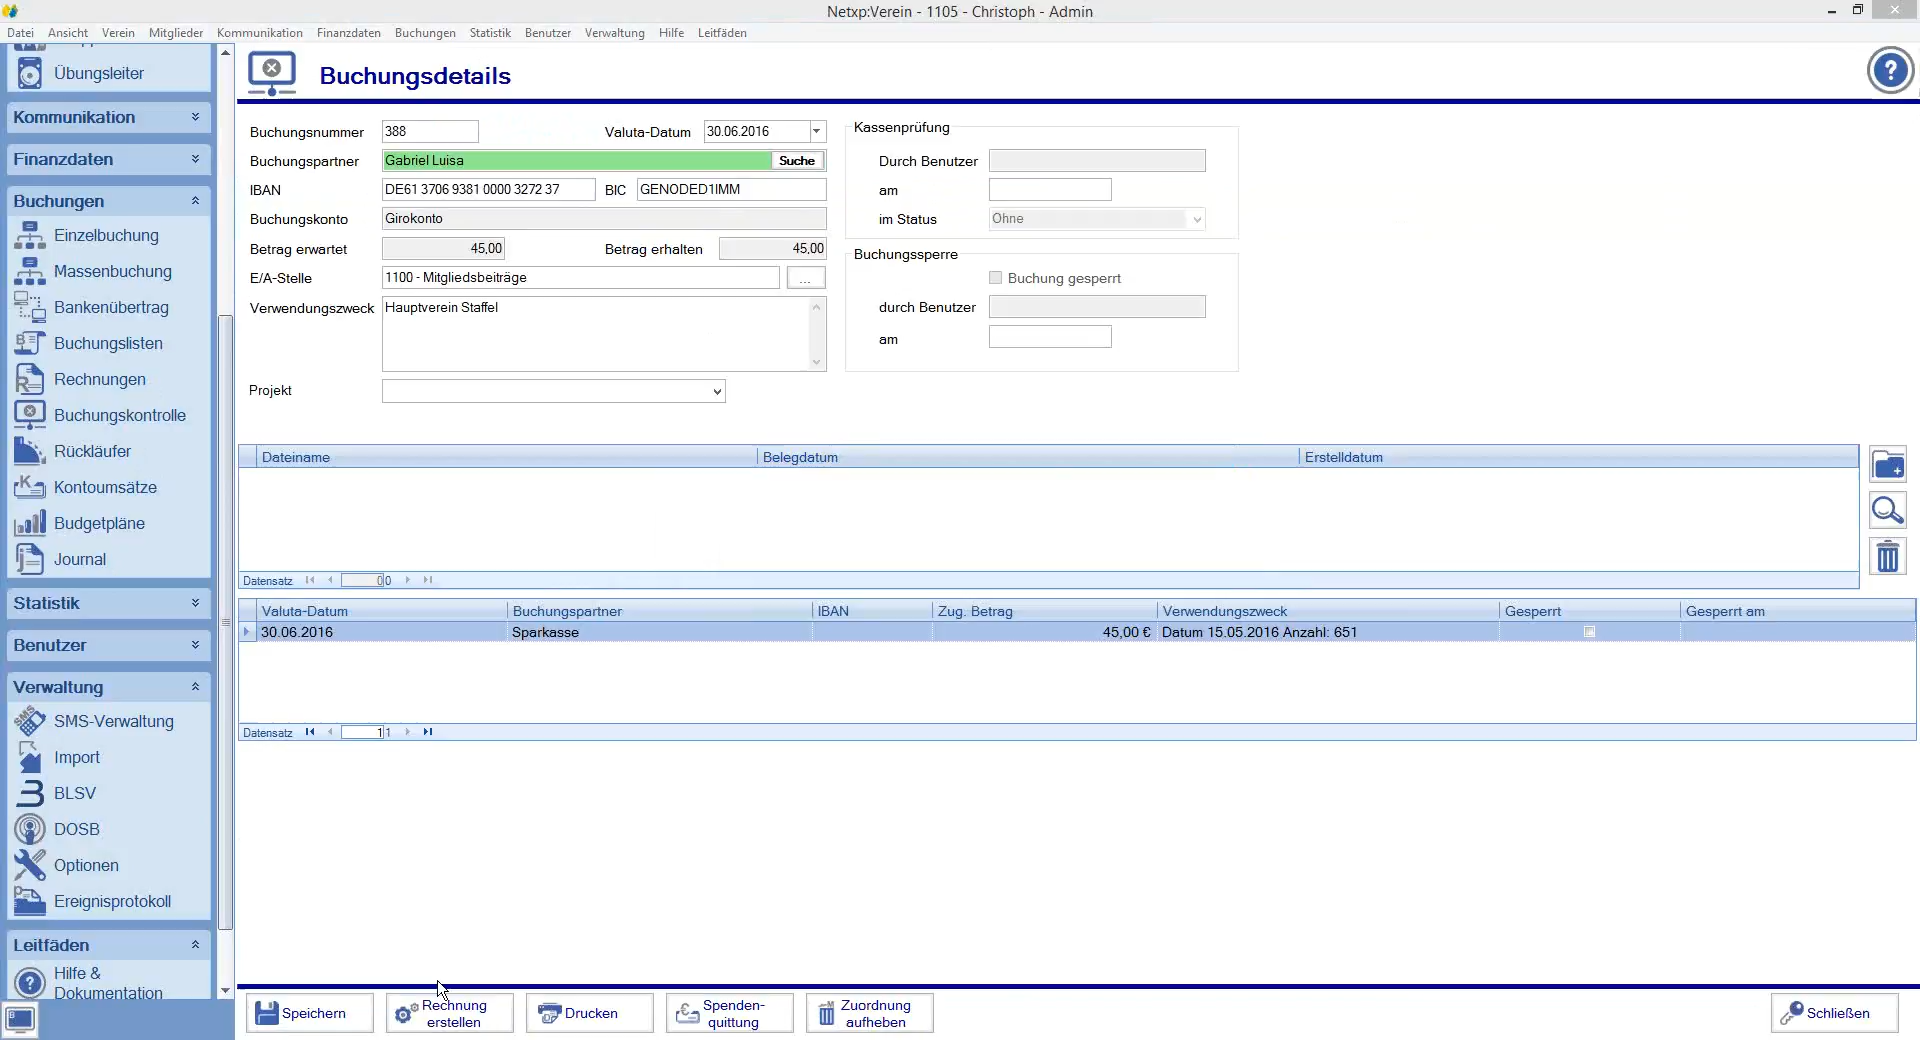 Netxp:Verein - 1105 - Christoph - Admin
Datei Ansicht Verein Mitglieder Kommunikation Finanzdaten Buchungen Statistik Benutzer Verwaltung Hilfe Leitfäden
Übungsleiter
Kommunikation
Finanzdaten
Buchungen
Einzelbuchung
Massenbuchung
Bankenübertrag
Buchungslisten
Rechnungen
Buchungskontrolle
Rückläufer
Kontoumsätze
Budgetpläne
Journal
Statistik
Benutzer
Verwaltung
SMS-Verwaltung
Import
BLSV
DOSB
Optionen
Ereignisprotokoll
Leitfäden
Hilfe &
Dokumentation
Buchungsdetails
Buchungsnummer 388 Valuta-Datum 30.06.2016
Buchungspartner Gabriel Luisa Suche
IBAN DE61 3706 9381 0000 3272 37 BIC GENODED1IMM
Buchungskonto Girokonto
Betrag erwartet 45,00 Betrag erhalten 45,00
E/A-Stelle 1100 - Mitgliedsbeiträge ...
Verwendungszweck Hauptverein Staffel
Projekt
Kassenprüfung
Durch Benutzer
am
im Status Ohne
Buchungssperre
Buchung gesperrt
durch Benutzer
am
Dateiname Belegdatum Erstelldatum
Datensatz 0 0
Valuta-Datum Buchungspartner IBAN Zug. Betrag Verwendungszweck Gesperrt Gesperrt am
30.06.2016 Sparkasse 45,00 € Datum 15.05.2016 Anzahl: 651
Datensatz 1 1
Speichern
Rechnung
erstellen
Drucken
Spenden-
quittung
Zuordnung
aufheben
Schließen